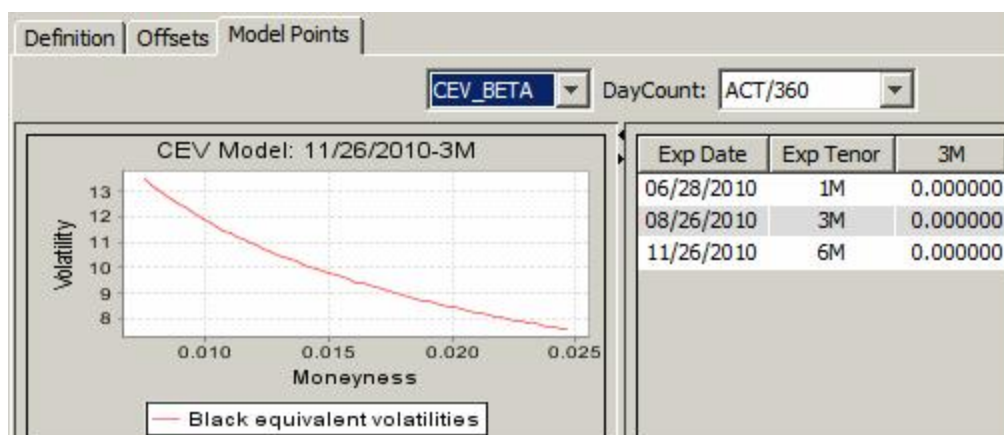 Definition Offsets Model Points
CEV_BETA DayCount: ACT/360
CEV Model: 11/26/2010-3M
Volatility
13
12
11
10
9
8
0.010 0.015 0.020 0.025
Moneyness
Black equivalent volatilities
Exp Date Exp Tenor 3M
06/28/2010 1M 0.000000
08/26/2010 3M 0.000000
11/26/2010 6M 0.000000